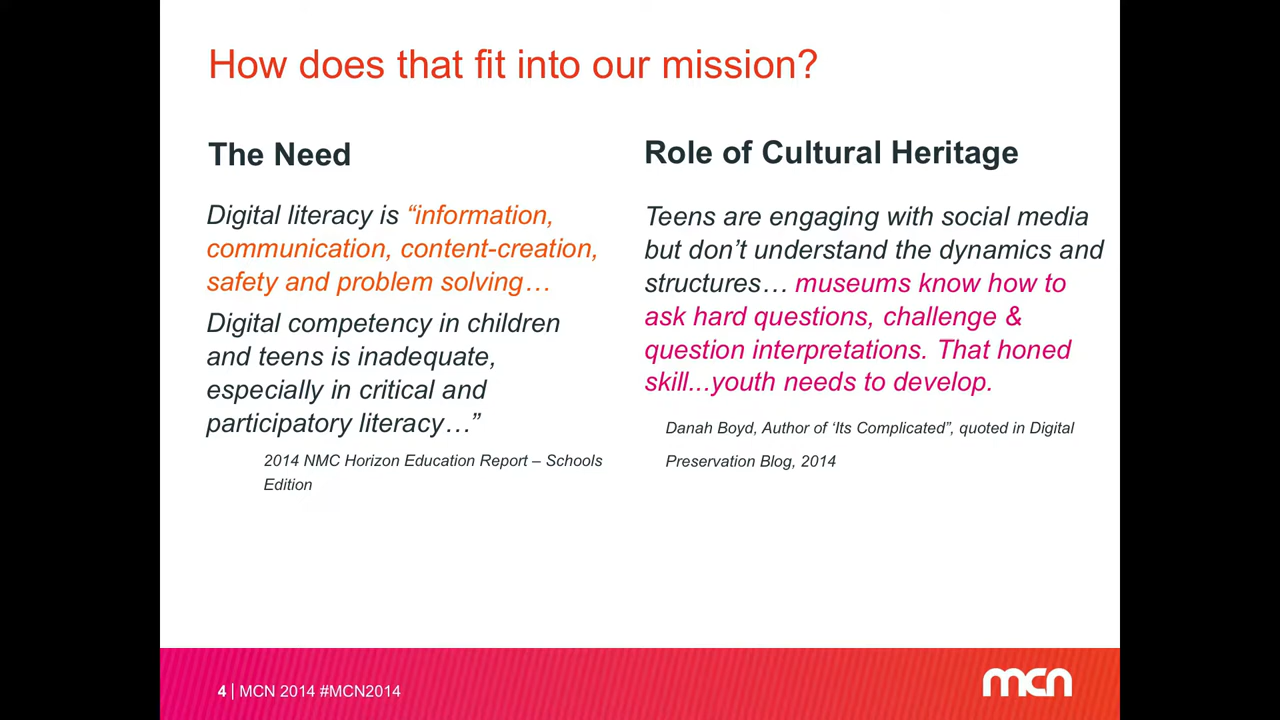 How does that fit into our mission?
The Need
Digital literacy is “information,
communication, content-creation,
safety and problem solving…
Digital competency in children
and teens is inadequate,
especially in critical and
participatory literacy…”
2014 NMC Horizon Education Report – Schools
Edition
Role of Cultural Heritage
Teens are engaging with social media
but don’t understand the dynamics and
structures… museums know how to
ask hard questions, challenge &
question interpretations. That honed
skill...youth needs to develop.
Danah Boyd, Author of ‘Its Complicated”, quoted in Digital
Preservation Blog, 2014
4 | MCN 2014 #MCN2014
mcn